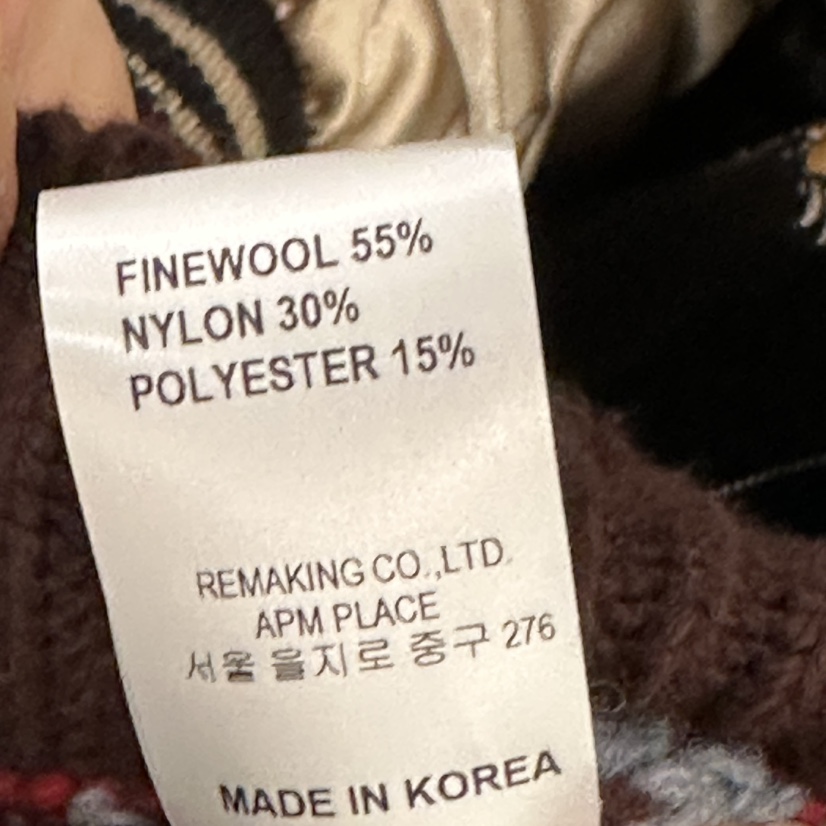 FINEWOOL 55%
NYLON 30%
POLYESTER 15%
REMAKING CO.,LTD.
APM PLACE
서울 을지로 중구 276
MADE IN KOREA